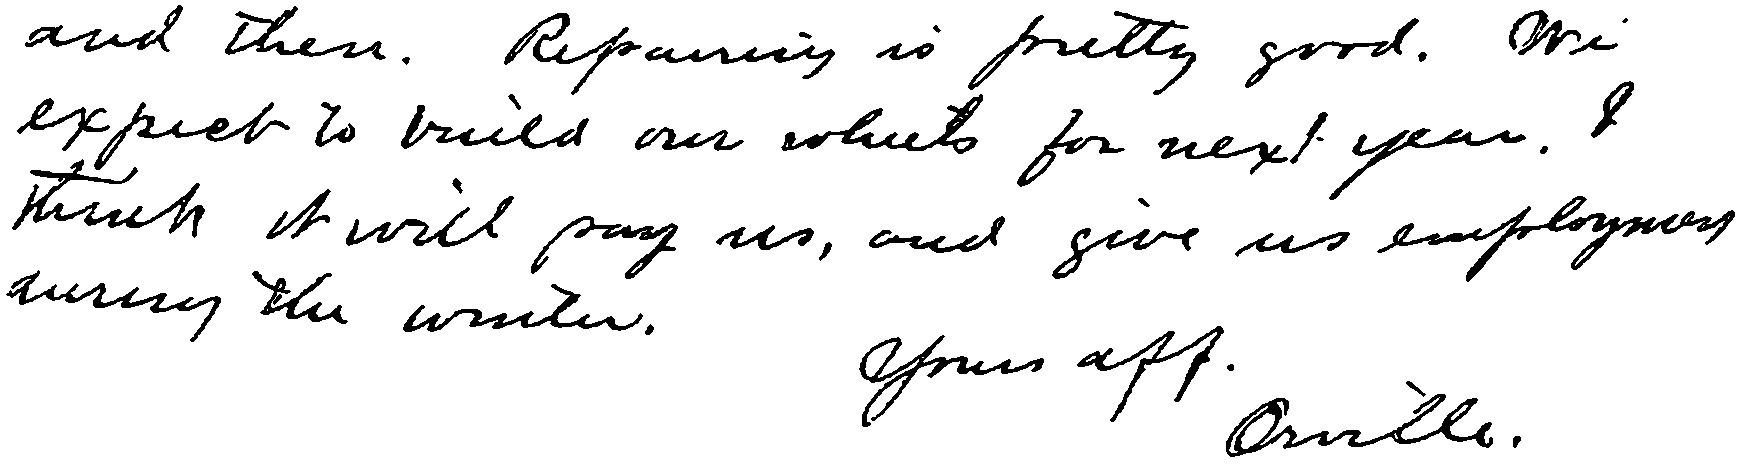 and then. Repairing is pretty good. We
expect to build our wheels for next year. I
think it will pay us, and give us employment
during the winter.
Yours aff.
Orville.